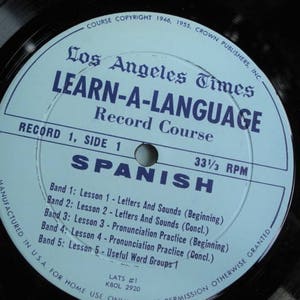 COURSE COPYRIGHT 1946, 1955, CROWN PUBLISHERS, INC.
Los Angeles Times
LEARN-A-LANGUAGE
Record Course
RECORD 1, SIDE 1
33⅓ RPM
SPANISH
Band 1: Lesson 1 - Letters And Sounds (Beginning)
Band 2: Lesson 2 - Letters And Sounds (Concl.)
Band 3: Lesson 3 - Pronunciation Practice (Beginning)
Band 4: Lesson 4 - Pronunciation Practice (Concl.)
Band 5: Lesson 5 - Useful Word Groups-1
LATS #1
K8OL 2920
MANUFACTURED IN U.S.A. FOR HOME USE ONLY
PERMISSION OTHERWISE GRANTED